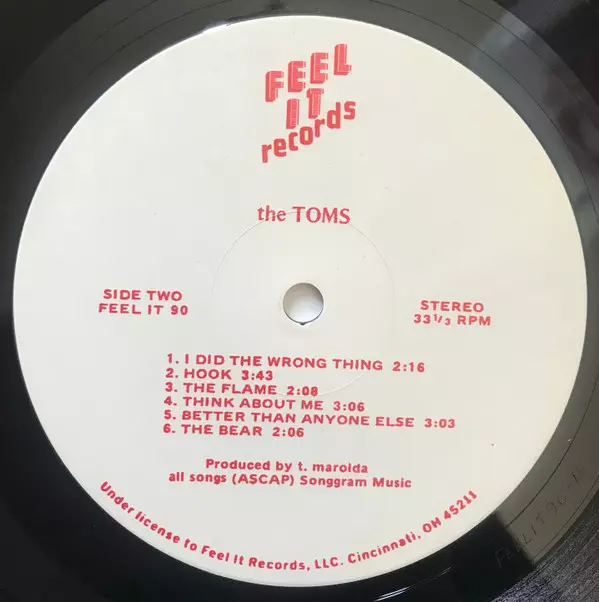 FEEL
IT
records
the TOMS
SIDE TWO
FEEL IT 90
STEREO
33 1/3 RPM
1. I DID THE WRONG THING 2:16
2. HOOK 3:43
3. THE FLAME 2:08
4. THINK ABOUT ME 3:06
5. BETTER THAN ANYONE ELSE 3:03
6. THE BEAR 2:06
Produced by t. marolda
all songs (ASCAP) Songgram Music
Under license to Feel It Records, LLC. Cincinnati, OH 45211